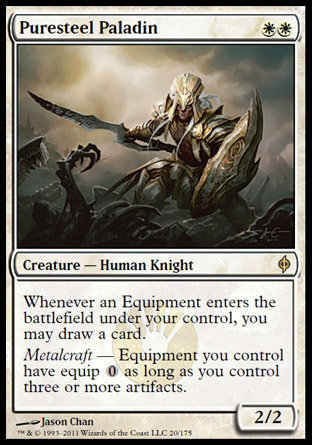 Puresteel Paladin
Creature — Human Knight
Whenever an Equipment enters the
battlefield under your control, you
may draw a card.
Metalcraft — Equipment you control
have equip 0 as long as you control
three or more artifacts.
Jason Chan
™ & © 1993–2011 Wizards of the Coast LLC 20/175
2/2